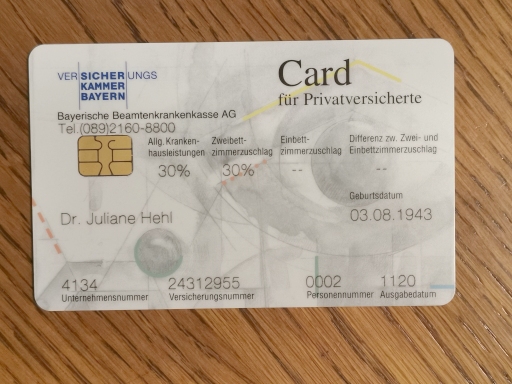 VERSICHERUNGS
KAMMER
BAYERN
Card
für Privatversicherte
Bayerische Beamtenkrankenkasse AG
Tel.(089)2160-8800
Allg. Kranken-
hausleistungen
30%
Zweibett-
zimmerzuschlag
30%
Einbett-
zimmerzuschlag
--
Differenz zw. Zwei- und
Einbettzimmerzuschlag
--
Geburtsdatum
03.08.1943
Dr. Juliane Hehl
4134
Unternehmensnummer
24312955
Versicherungsnummer
0002
Personennummer
1120
Ausgabedatum